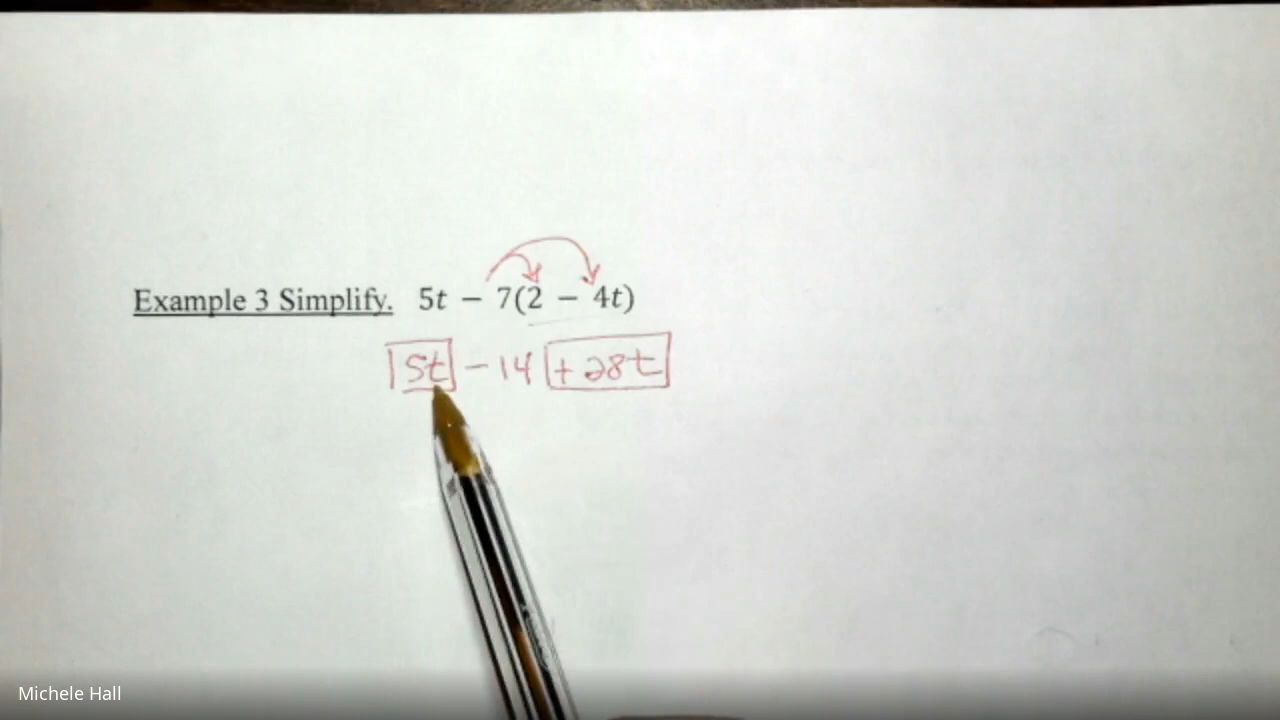 Example 3 Simplify. 5t − 7(2 − 4t)
5t − 14 + 28t
Michele Hall